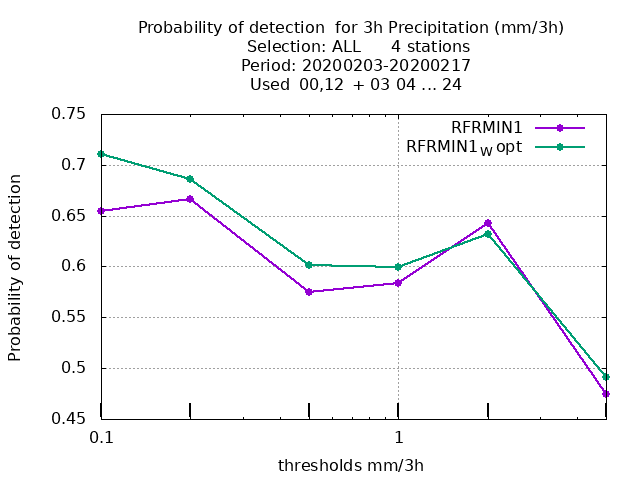 Probability of detection  for 3h Precipitation (mm/3h)
Selection: ALL      4 stations
Period: 20200203-20200217
Used  00,12  + 03 04 ... 24
RFRMIN1
RFRMIN1W opt
0.75
0.7
0.65
0.6
0.55
0.5
0.45
Probability of detection
0.1
1
thresholds mm/3h